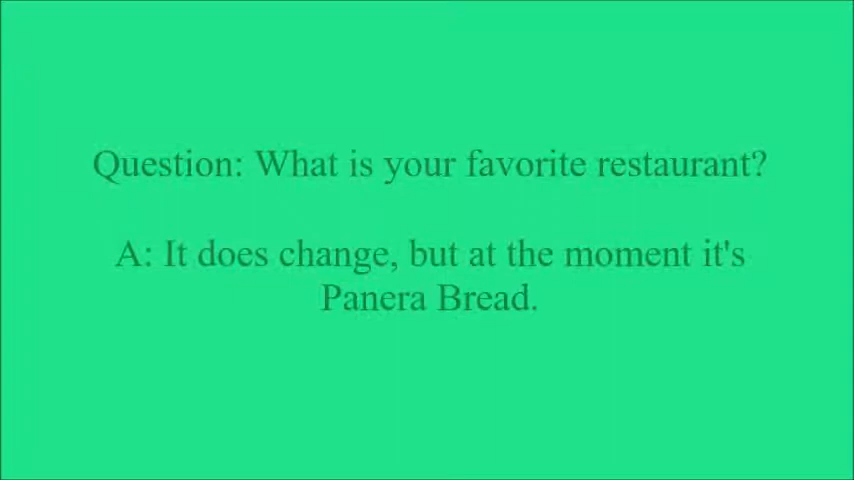 Question: What is your favorite restaurant?
A: It does change, but at the moment it's
Panera Bread.